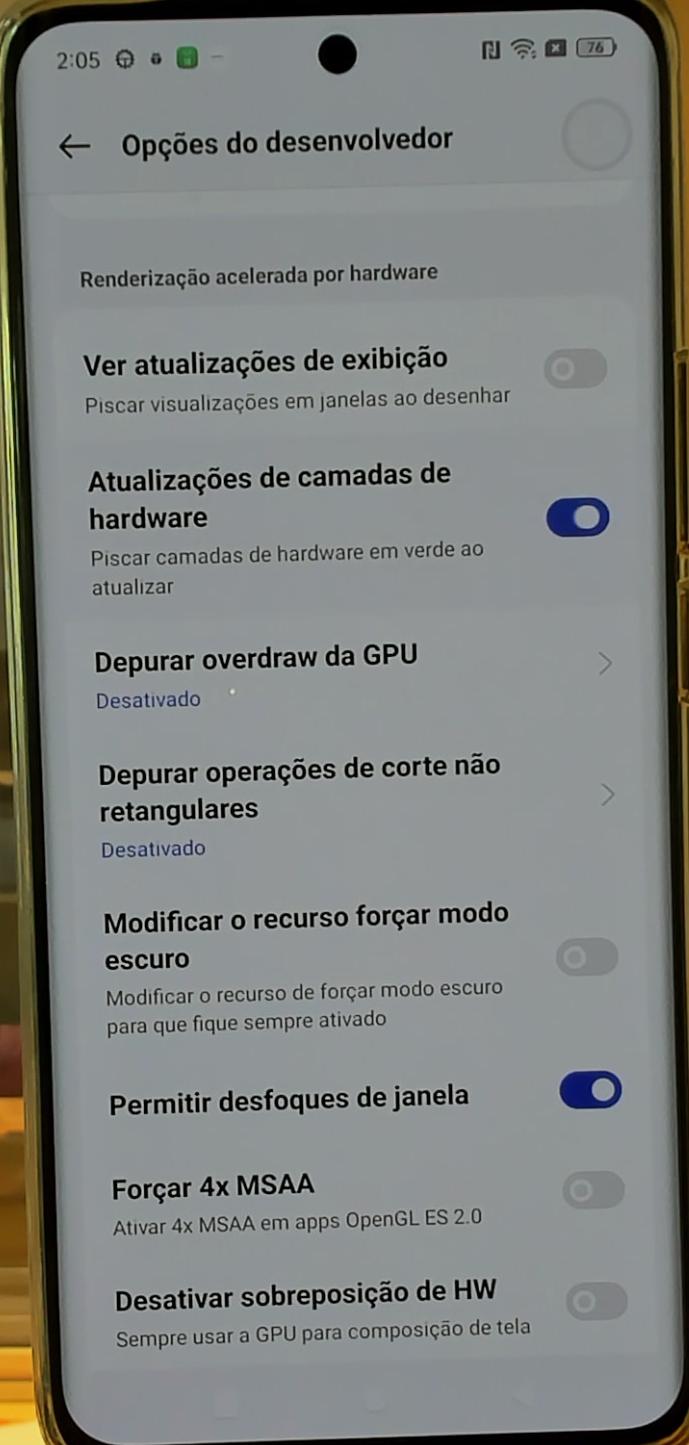 2:05
76
Opções do desenvolvedor
Renderização acelerada por hardware
Ver atualizações de exibição
Piscar visualizações em janelas ao desenhar
Atualizações de camadas de
hardware
Piscar camadas de hardware em verde ao
atualizar
Depurar overdraw da GPU
Desativado
Depurar operações de corte não
retangulares
Desativado
Modificar o recurso forçar modo
escuro
Modificar o recurso de forçar modo escuro
para que fique sempre ativado
Permitir desfoques de janela
Forçar 4x MSAA
Ativar 4x MSAA em apps OpenGL ES 2.0
Desativar sobreposição de HW
Sempre usar a GPU para composição de tela